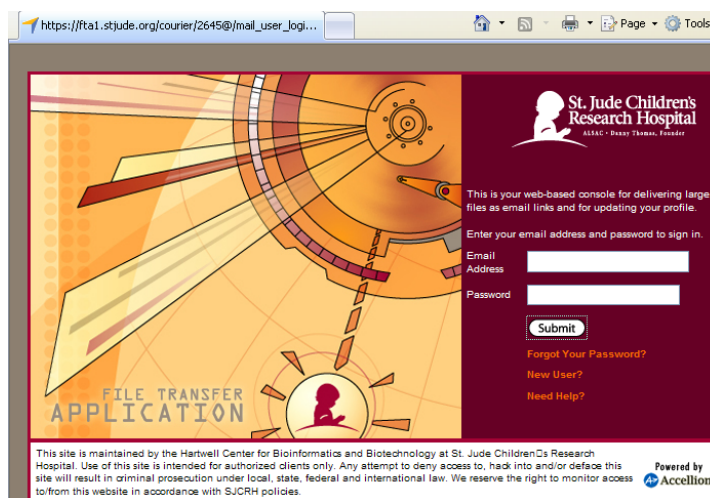 https://fta1.stjude.org/courier/2645@/mail_user_logi...
Page
Tools
St. Jude Children's
Research Hospital
ALSAC • Danny Thomas, Founder
This is your web-based console for delivering large
files as email links and for updating your profile.
Enter your email address and password to sign in.
Email
Address
Password
Submit
Forgot Your Password?
New User?
Need Help?
FILE TRANSFER
APPLICATION
This site is maintained by the Hartwell Center for Bioinformatics and Biotechnology at St. Jude Children□s Research
Hospital. Use of this site is intended for authorized clients only. Any attempt to deny access to, hack into and/or deface this
site will result in criminal prosecution under local, state, federal and international law. We reserve the right to monitor access
to/from this website in accordance with SJCRH policies.
Powered by
Accellion